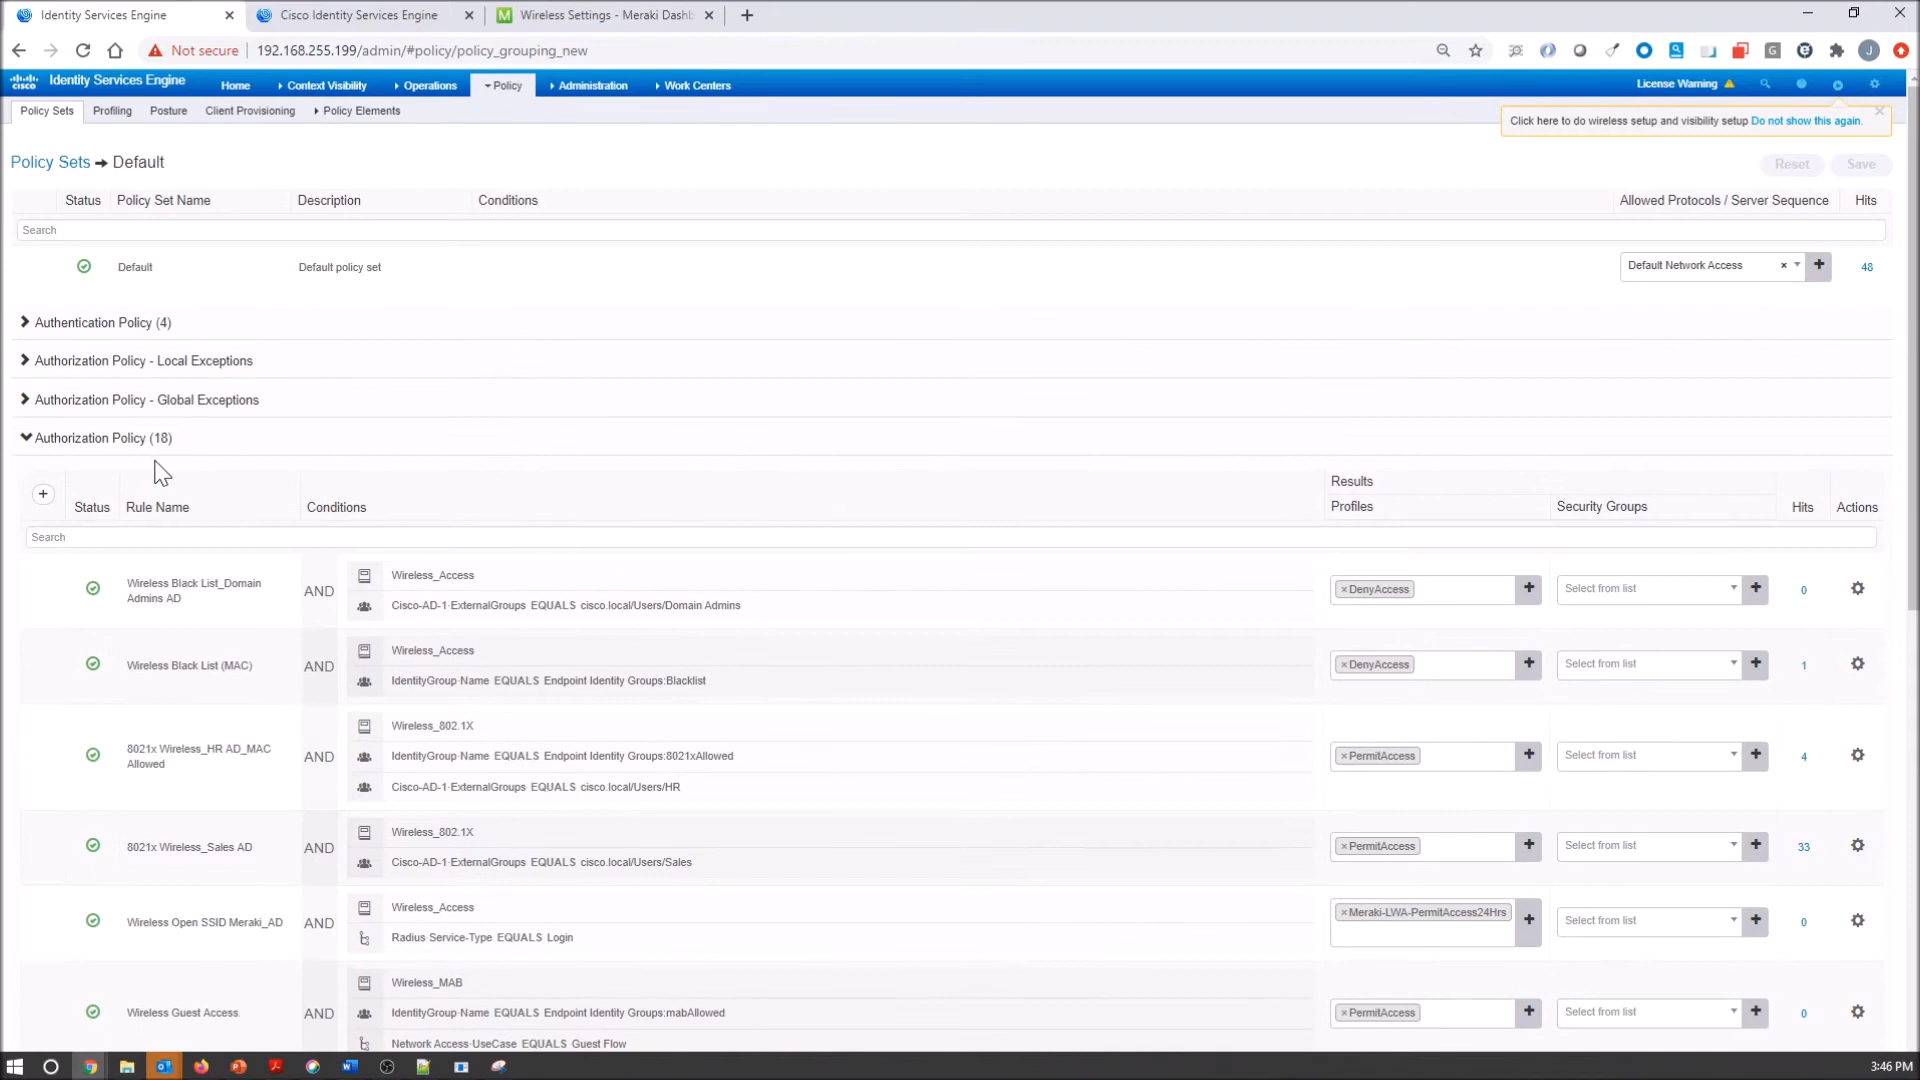 Identity Services Engine
Cisco Identity Services Engine
Wireless Settings - Meraki Dashb
Not secure
192.168.255.199/admin/#policy/policy_grouping_new
G
J
cisco
Identity Services Engine
Home
Context Visibility
Operations
Policy
Administration
Work Centers
License Warning
Policy Sets
Profiling
Posture
Client Provisioning
Policy Elements
Click here to do wireless setup and visibility setup Do not show this again.
Policy Sets → Default
Reset
Save
Status
Policy Set Name
Description
Conditions
Allowed Protocols / Server Sequence
Hits
Search
Default
Default policy set
Default Network Access
48
Authentication Policy (4)
Authorization Policy - Local Exceptions
Authorization Policy - Global Exceptions
Authorization Policy (18)
Results
Status
Rule Name
Conditions
Profiles
Security Groups
Hits
Actions
Search
Wireless Black List_Domain
Admins AD
AND
Wireless_Access
Cisco-AD-1·ExternalGroups EQUALS cisco.local/Users/Domain Admins
×DenyAccess
Select from list
0
Wireless Black List (MAC)
AND
Wireless_Access
IdentityGroup·Name EQUALS Endpoint Identity Groups:Blacklist
×DenyAccess
Select from list
1
8021x Wireless_HR AD_MAC
Allowed
AND
Wireless_802.1X
IdentityGroup·Name EQUALS Endpoint Identity Groups:8021xAllowed
Cisco-AD-1·ExternalGroups EQUALS cisco.local/Users/HR
×PermitAccess
Select from list
4
8021x Wireless_Sales AD
AND
Wireless_802.1X
Cisco-AD-1·ExternalGroups EQUALS cisco.local/Users/Sales
×PermitAccess
Select from list
33
Wireless Open SSID Meraki_AD
AND
Wireless_Access
Radius·Service-Type EQUALS Login
×Meraki-LWA-PermitAccess24Hrs
Select from list
0
Wireless Guest Access
AND
Wireless_MAB
IdentityGroup·Name EQUALS Endpoint Identity Groups:mabAllowed
Network Access·UseCase EQUALS Guest Flow
×PermitAccess
Select from list
0
3:46 PM